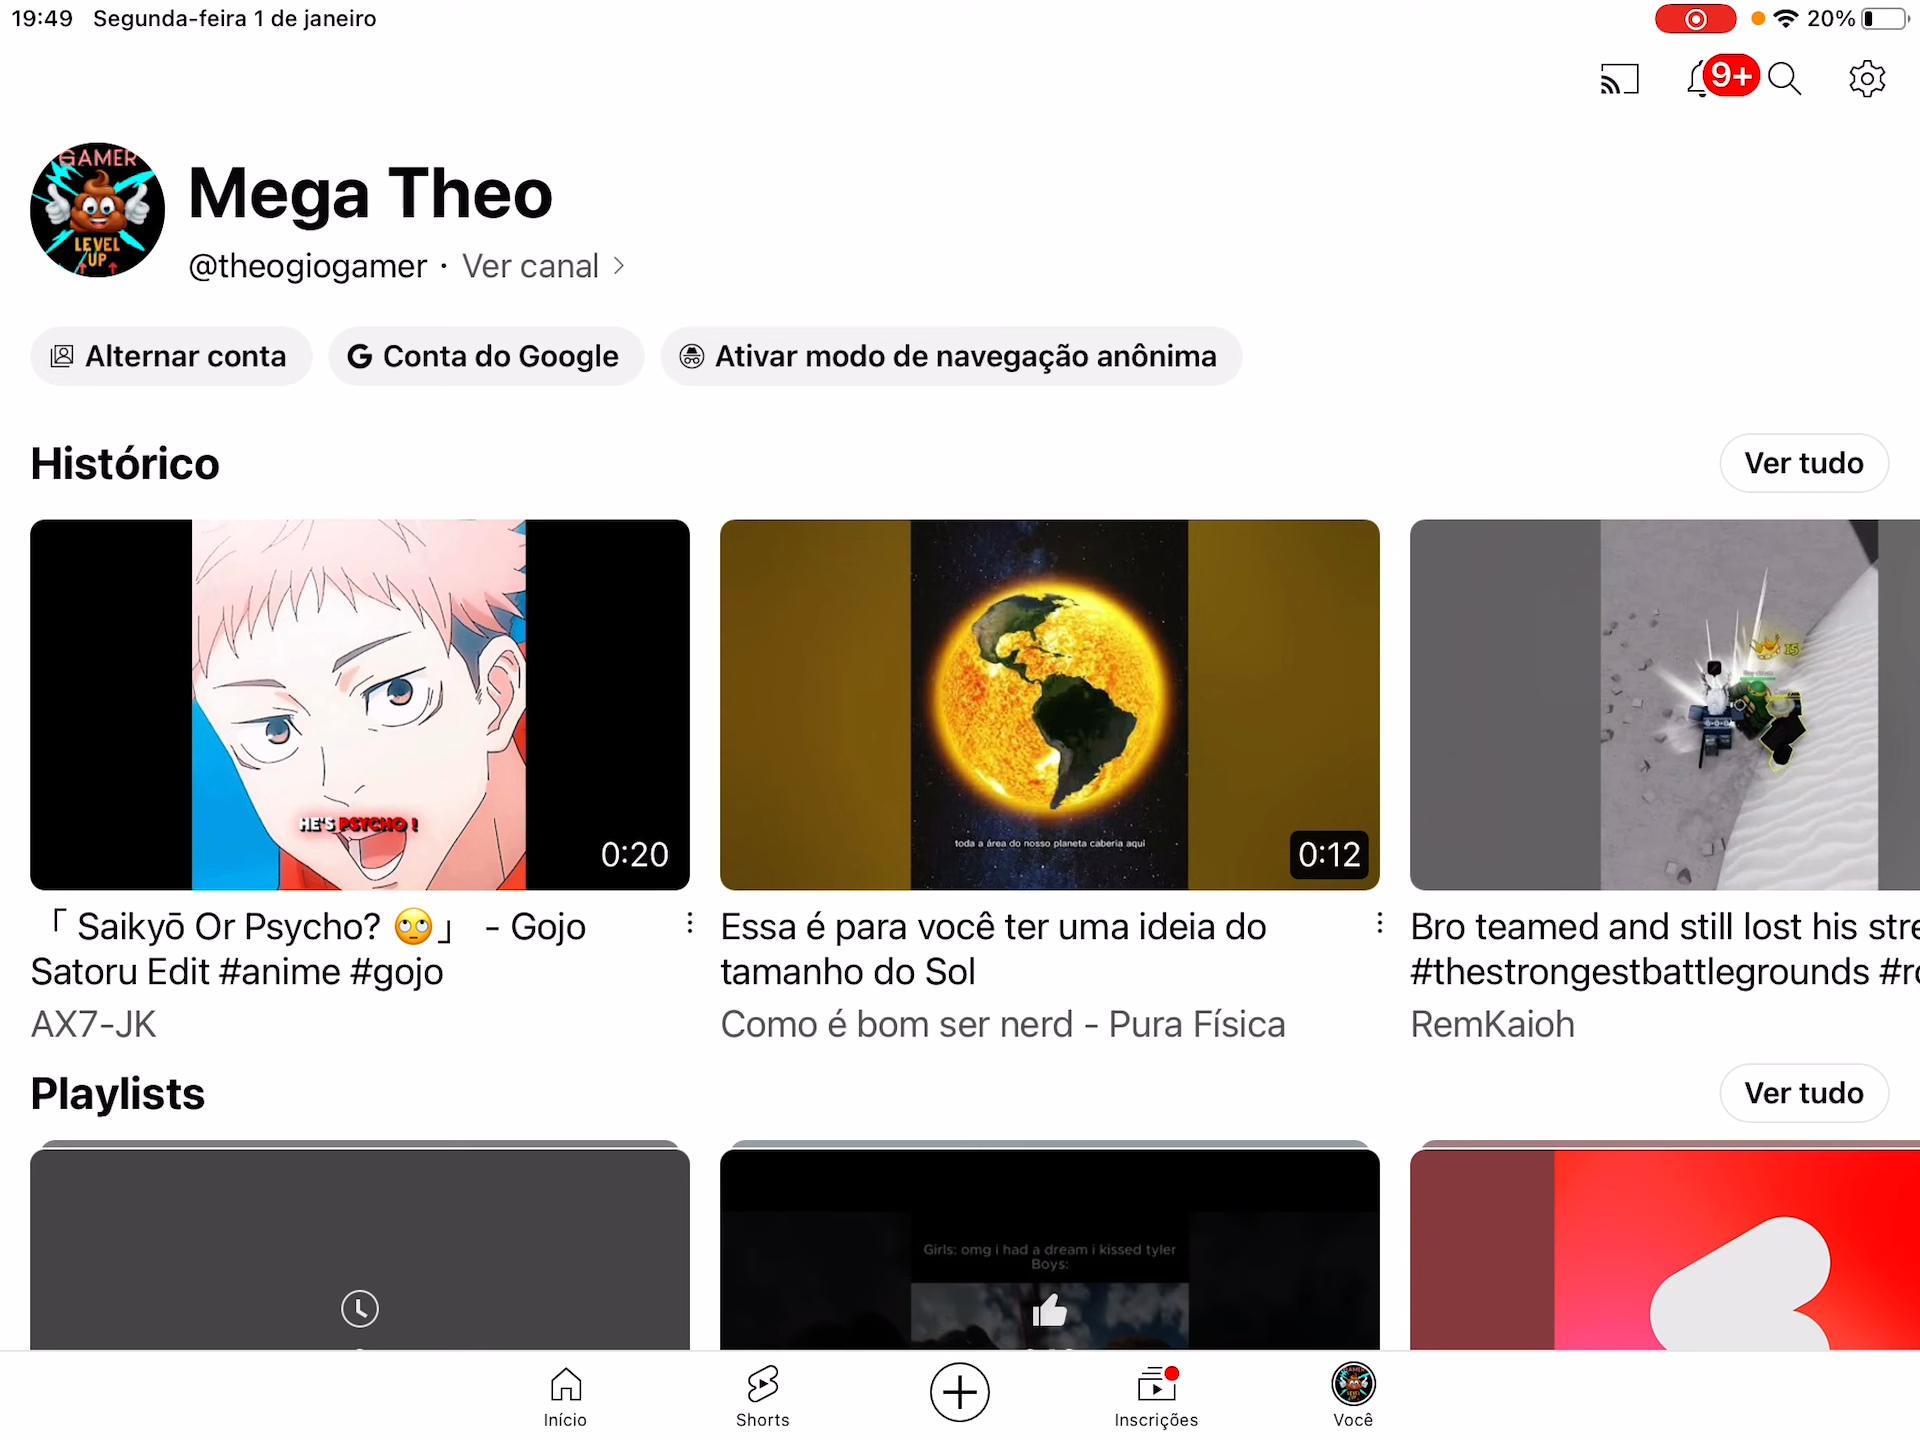 19:49 Segunda-feira 1 de janeiro
20%
9+
GAMER
LEVEL
UP
Mega Theo
@theogiogamer · Ver canal
Alternar conta
G Conta do Google
Ativar modo de navegação anônima
Histórico
Ver tudo
HE'S PSYCHO !
0:20
toda a área do nosso planeta caberia aqui
0:12
15
「 Saikyō Or Psycho? 🙄」 - Gojo
Satoru Edit #anime #gojo
AX7-JK
Essa é para você ter uma ideia do
tamanho do Sol
Como é bom ser nerd - Pura Física
Bro teamed and still lost his stre
#thestrongestbattlegrounds #ro
RemKaioh
Playlists
Ver tudo
Girls: omg i had a dream i kissed tyler
Boys:
Início
Shorts
Inscrições
Você